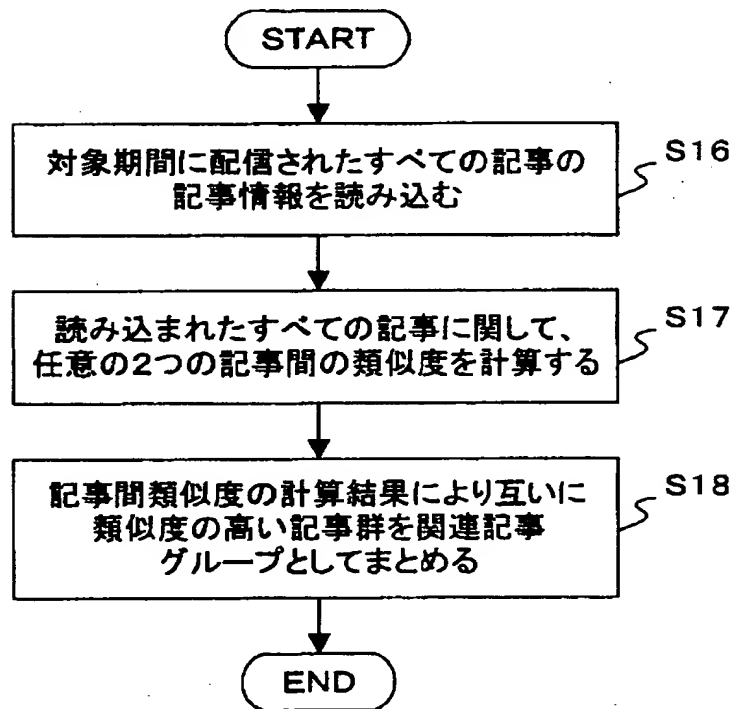 START
対象期間に配信されたすべての記事の
記事情報を読み込む
S16
読み込まれたすべての記事に関して、
任意の2つの記事間の類似度を計算する
S17
記事間類似度の計算結果により互いに
類似度の高い記事群を関連記事
グループとしてまとめる
S18
END